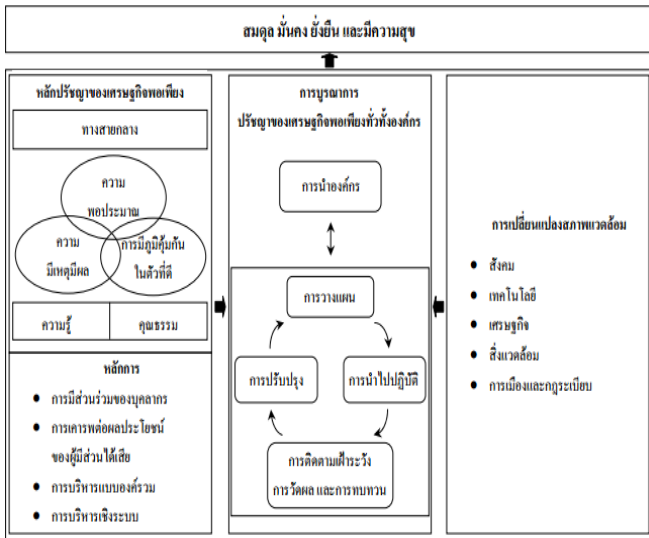 สมดุล มั่นคง ยั่งยืน และมีความสุข
หลักปรัชญาของเศรษฐกิจพอเพียง
ทางสายกลาง
ความ
พอประมาณ
ความ
มีเหตุมีผล
การมีภูมิคุ้มกัน
ในตัวที่ดี
ความรู้
คุณธรรม
หลักการ
• การมีส่วนร่วมของบุคลากร
• การเคารพต่อผลประโยชน์
ของผู้มีส่วนได้เสีย
• การบริหารแบบองค์รวม
• การบริหารเชิงระบบ
การบูรณาการ
ปรัชญาของเศรษฐกิจพอเพียงทั่วทั้งองค์กร
การนำองค์กร
การวางแผน
การปรับปรุง
การนำไปปฏิบัติ
การติดตามเฝ้าระวัง
การวัดผล และการทบทวน
การเปลี่ยนแปลงสภาพแวดล้อม
• สังคม
• เทคโนโลยี
• เศรษฐกิจ
• สิ่งแวดล้อม
• การเมืองและกฎระเบียบ